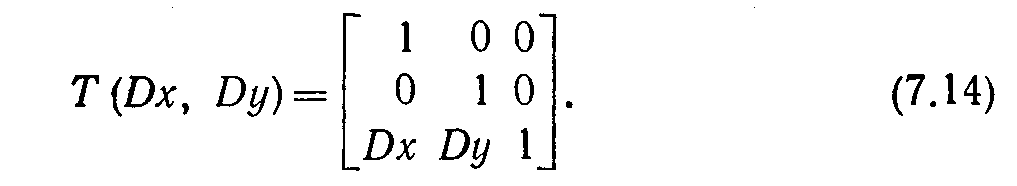 1 0 0
T (Dx, Dy) = 0 1 0 . (7.14)
Dx Dy 1